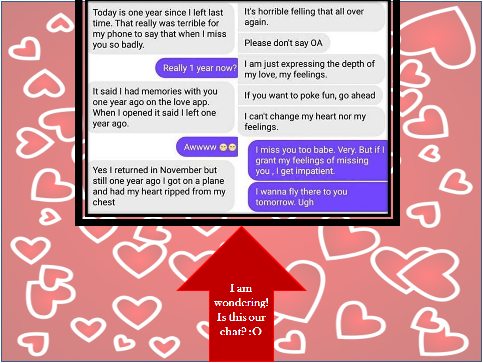 Today is one year since I left last
time. That really was terrible for
my phone to say that when I miss
you so badly.
Really 1 year now?
It said I had memories with you
one year ago on the love app.
When I opened it said I left one
year ago.
Awwww 😁😁
Yes I returned in November but
still one year ago I got on a plane
and had my heart ripped from my
chest
It's horrible felling that all over
again.
Please don't say OA
I am just expressing the depth of
my love, my feelings.
If you want to poke fun, go ahead
I can't change my heart nor my
feelings.
I miss you too babe. Very. But if I
grant my feelings of missing
you , I get impatient.
I wanna fly there to you
tomorrow. Ugh
I am
wondering!
Is this our
chat? :O